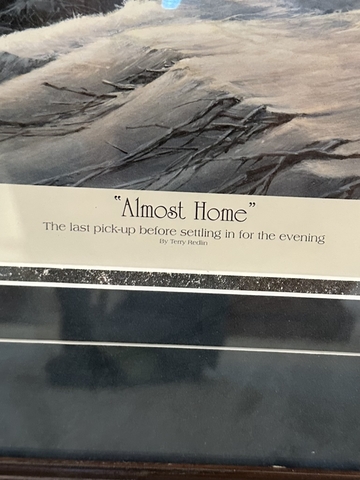 "Almost Home"
The last pick-up before settling in for the evening
By Terry Redlin